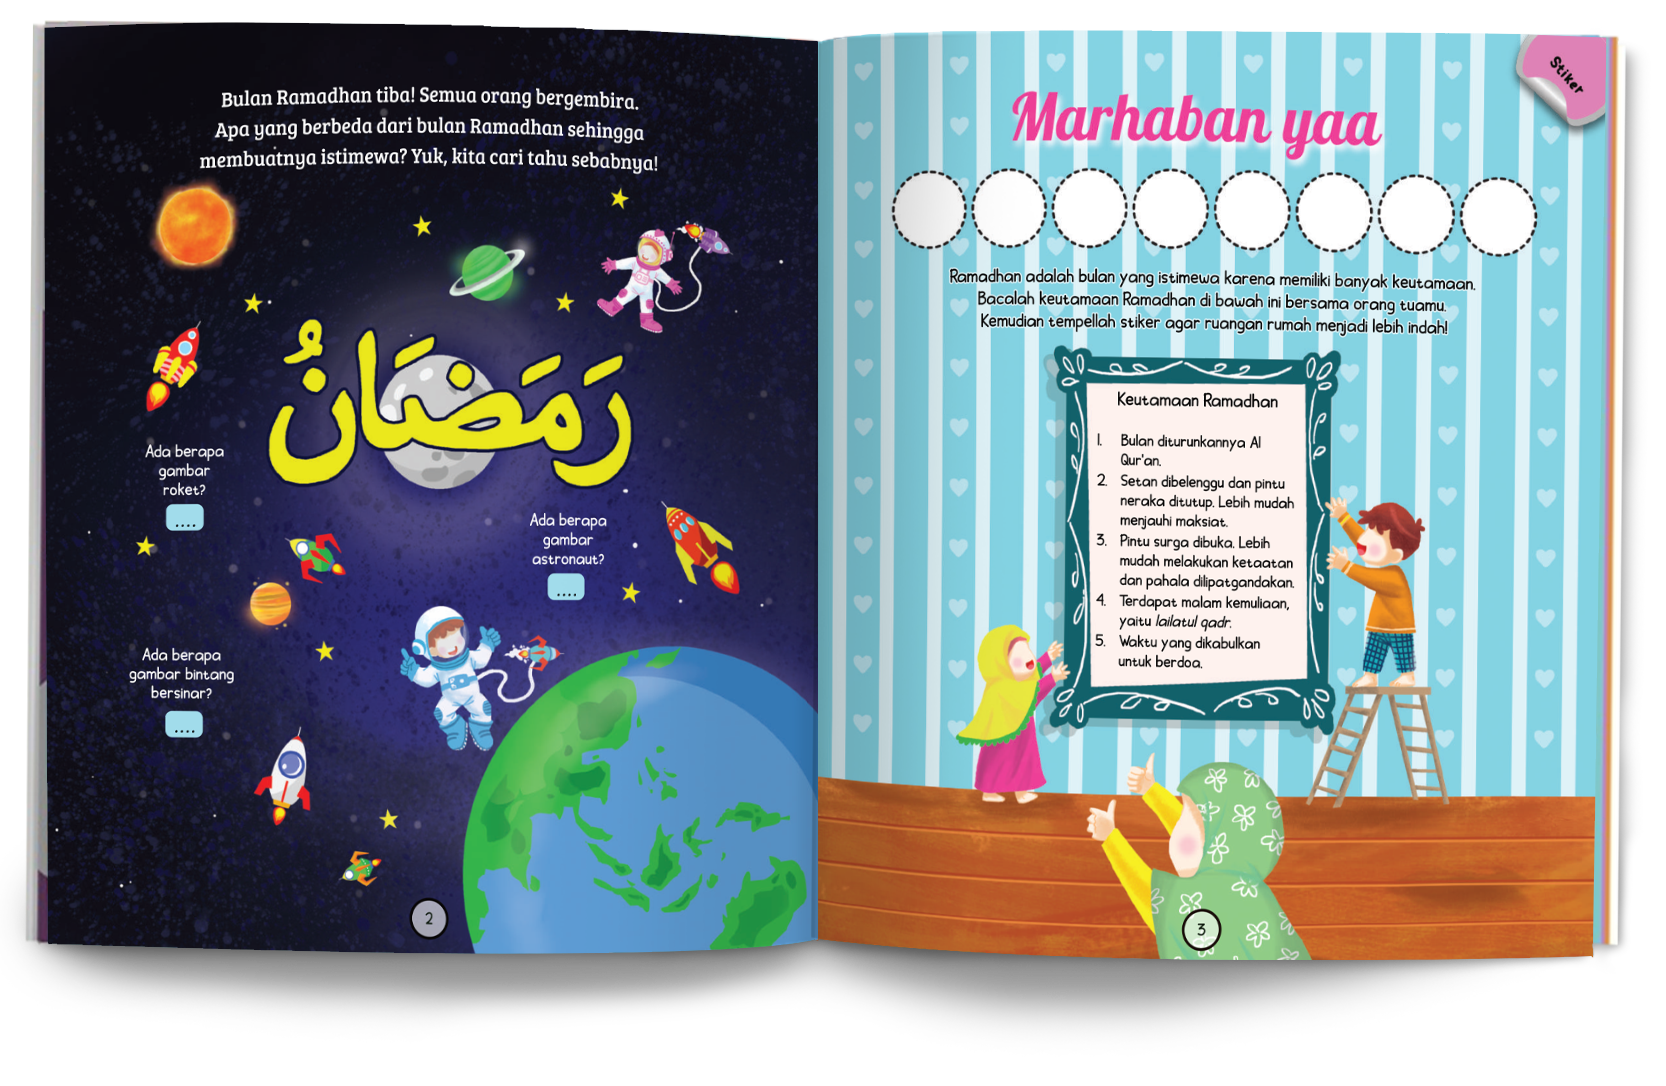 Bulan Ramadhan tiba! Semua orang bergembira.
Apa yang berbeda dari bulan Ramadhan sehingga
membuatnya istimewa? Yuk, kita cari tahu sebabnya!
رَمَضَانُ
Ada berapa
gambar
roket?
....
Ada berapa
gambar
astronaut?
....
Ada berapa
gambar bintang
bersinar?
....
2
Stiker
Marhaban yaa
Ramadhan adalah bulan yang istimewa karena memiliki banyak keutamaan.
Bacalah keutamaan Ramadhan di bawah ini bersama orang tuamu.
Kemudian tempellah stiker agar ruangan rumah menjadi lebih indah!
Keutamaan Ramadhan
1. Bulan diturunkannya Al
Qur'an.
2. Setan dibelenggu dan pintu
neraka ditutup. Lebih mudah
menjauhi maksiat.
3. Pintu surga dibuka. Lebih
mudah melakukan ketaatan
dan pahala dilipatgandakan.
4. Terdapat malam kemuliaan,
yaitu lailatul qadr.
5. Waktu yang dikabulkan
untuk berdoa.
3